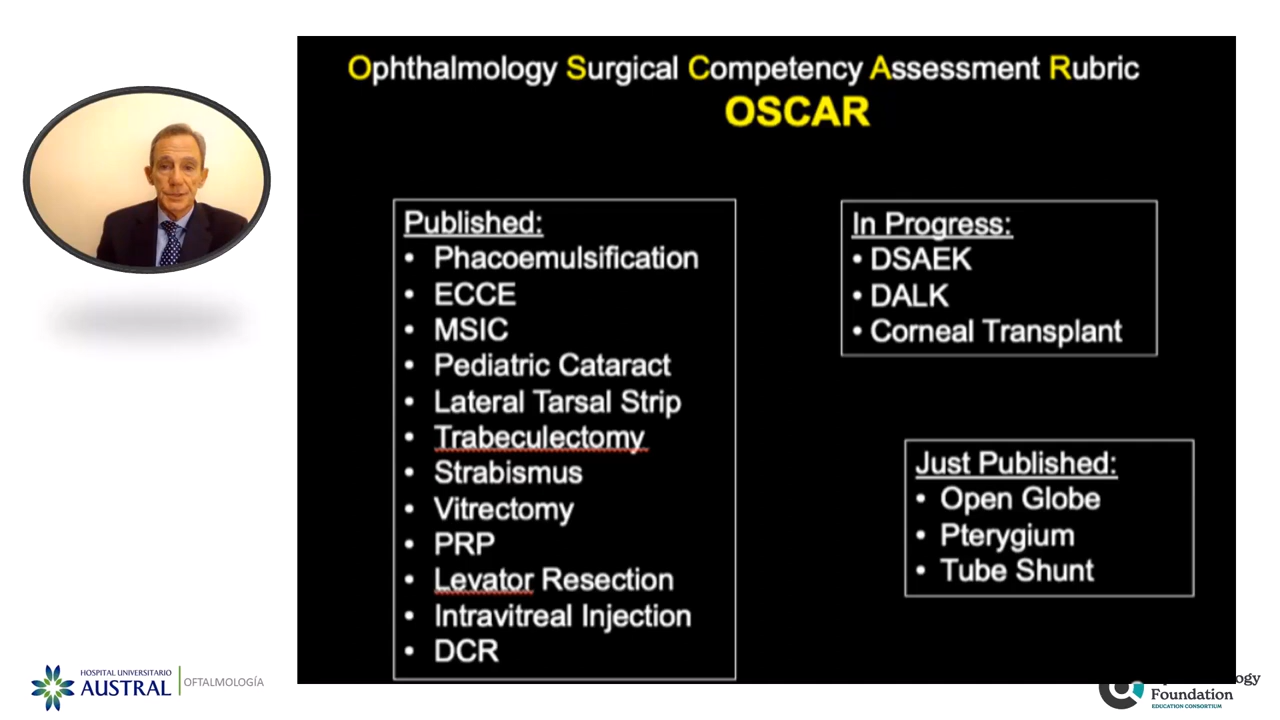 Ophthalmology Surgical Competency Assessment Rubric
OSCAR
Published:
• Phacoemulsification
• ECCE
• MSIC
• Pediatric Cataract
• Lateral Tarsal Strip
• Trabeculectomy
• Strabismus
• Vitrectomy
• PRP
• Levator Resection
• Intravitreal Injection
• DCR
In Progress:
• DSAEK
• DALK
• Corneal Transplant
Just Published:
• Open Globe
• Pterygium
• Tube Shunt
HOSPITAL UNIVERSITARIO
AUSTRAL
OFTALMOLOGÍA
Foundation
EDUCATION CONSORTIUM